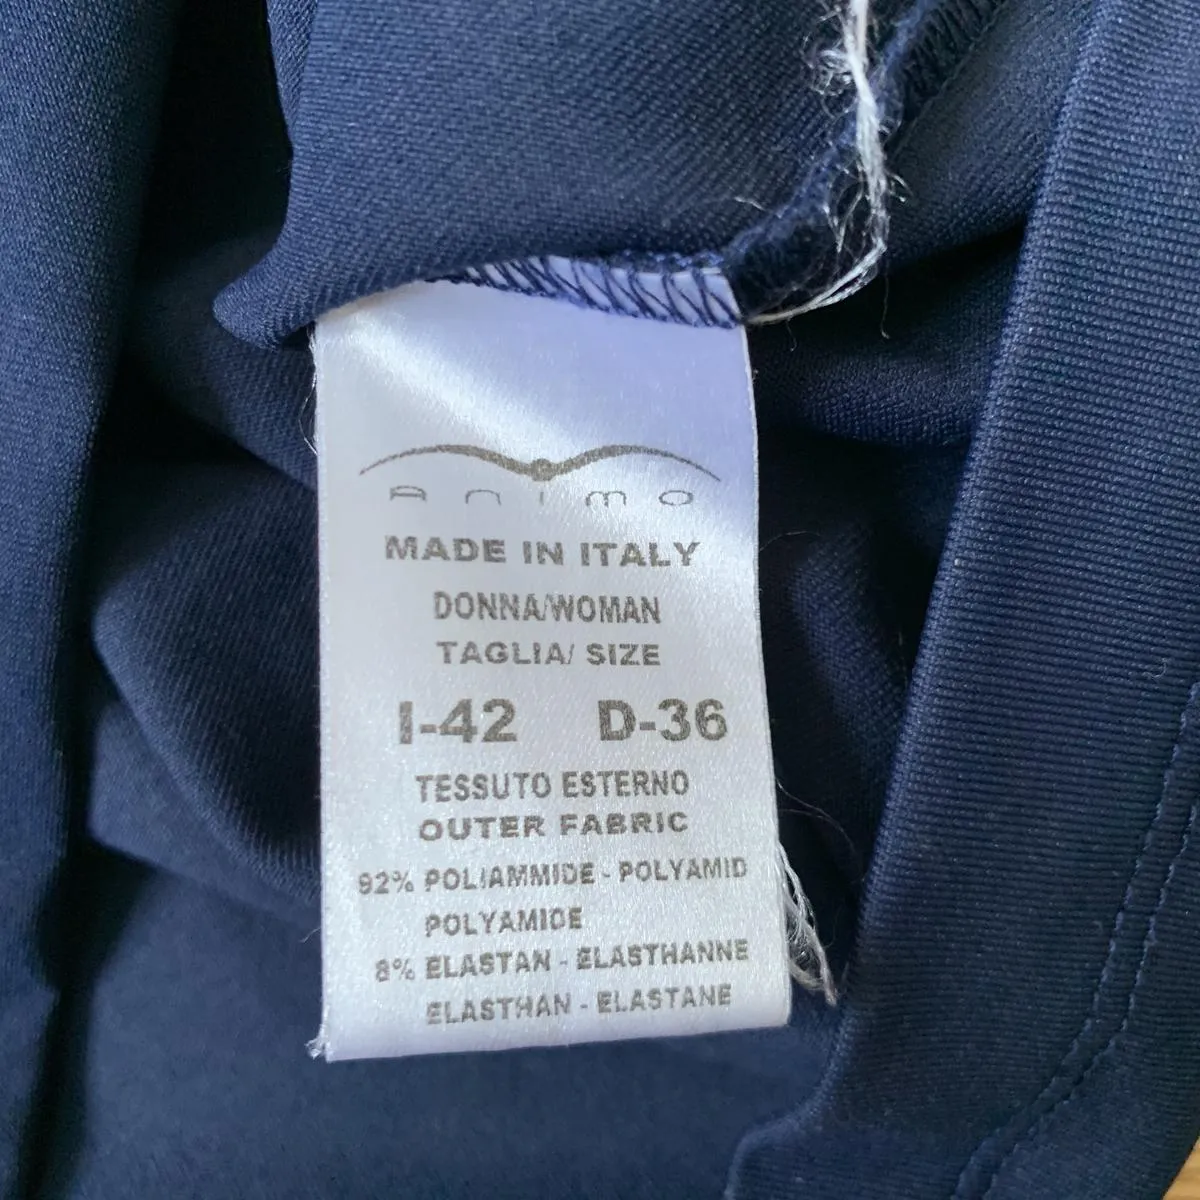 Animo
MADE IN ITALY
DONNA/WOMAN
TAGLIA/ SIZE
I-42 D-36
TESSUTO ESTERNO
OUTER FABRIC
92% POLIAMMIDE - POLYAMID
POLYAMIDE
8% ELASTAN - ELASTHANNE
ELASTHAN - ELASTANE